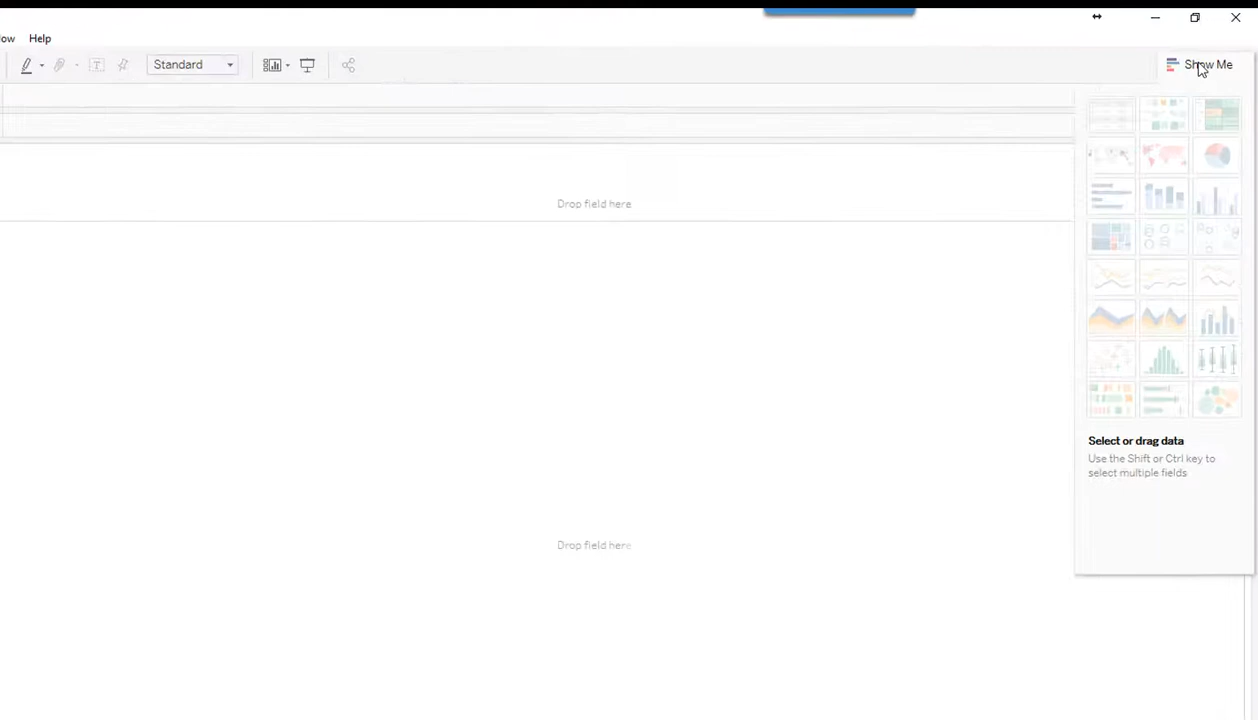 ow Help
Standard
Show Me
Drop field here
Select or drag data
Use the Shift or Ctrl key to
select multiple fields
Drop field here